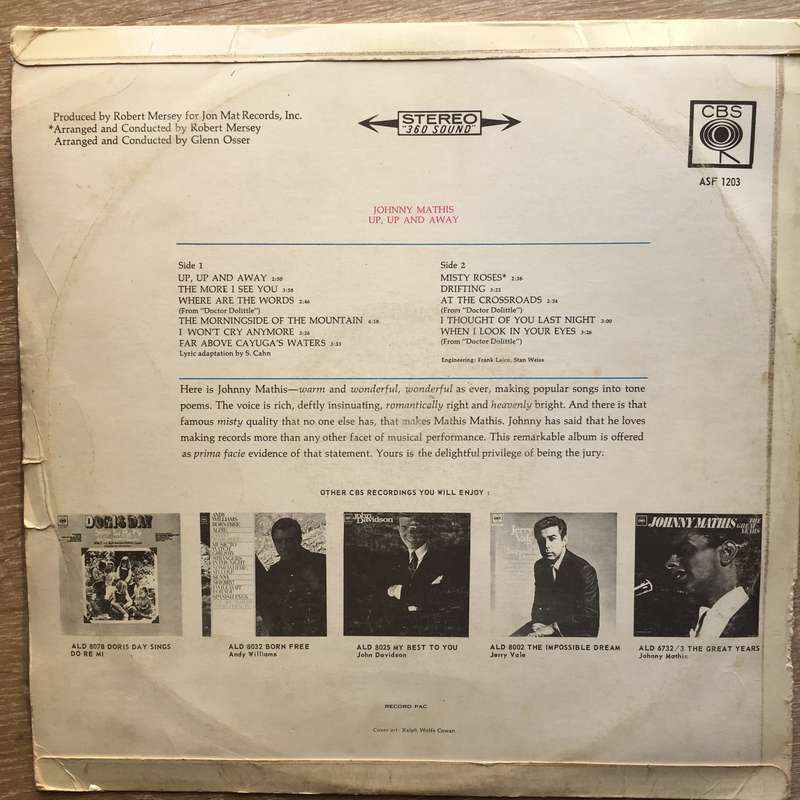 Produced by Robert Mersey for Jon Mat Records, Inc.
*Arranged and Conducted by Robert Mersey
Arranged and Conducted by Glenn Osser
STEREO
"360 SOUND"
CBS
ASF 1203
JOHNNY MATHIS
UP, UP AND AWAY
Side 1
UP, UP AND AWAY 2:50
THE MORE I SEE YOU 3:58
WHERE ARE THE WORDS 2:46
(From "Doctor Dolittle")
THE MORNINGSIDE OF THE MOUNTAIN 4:18
I WON'T CRY ANYMORE 3:26
FAR ABOVE CAYUGA'S WATERS 3:23
Lyric adaptation by S. Cahn
Side 2
MISTY ROSES* 2:36
DRIFTING 3:22
AT THE CROSSROADS 2:34
(From "Doctor Dolittle")
I THOUGHT OF YOU LAST NIGHT 3:00
WHEN I LOOK IN YOUR EYES 3:26
(From "Doctor Dolittle")
Engineering: Frank Laico, Stan Weiss
Here is Johnny Mathis—warm and wonderful, wonderful as ever, making popular songs into tone
poems. The voice is rich, deftly insinuating, romantically right and heavenly bright. And there is that
famous misty quality that no one else has, that makes Mathis Mathis. Johnny has said that he loves
making records more than any other facet of musical performance. This remarkable album is offered
as prima facie evidence of that statement. Yours is the delightful privilege of being the jury.
OTHER CBS RECORDINGS YOU WILL ENJOY :
DORIS DAY
ANDY
WILLIAMS
BORN FREE
John
Davidson
Jerry
Vale
JOHNNY MATHIS
THE
GREAT
YEARS
ALD 8078 DORIS DAY SINGS
DO RE MI
ALD 8032 BORN FREE
Andy Williams
ALD 8025 MY BEST TO YOU
John Davidson
ALD 8002 THE IMPOSSIBLE DREAM
Jerry Vale
ALD 6732/3 THE GREAT YEARS
Johnny Mathis
RECORD PAC
Cover art: Ralph Wolfe Cowan